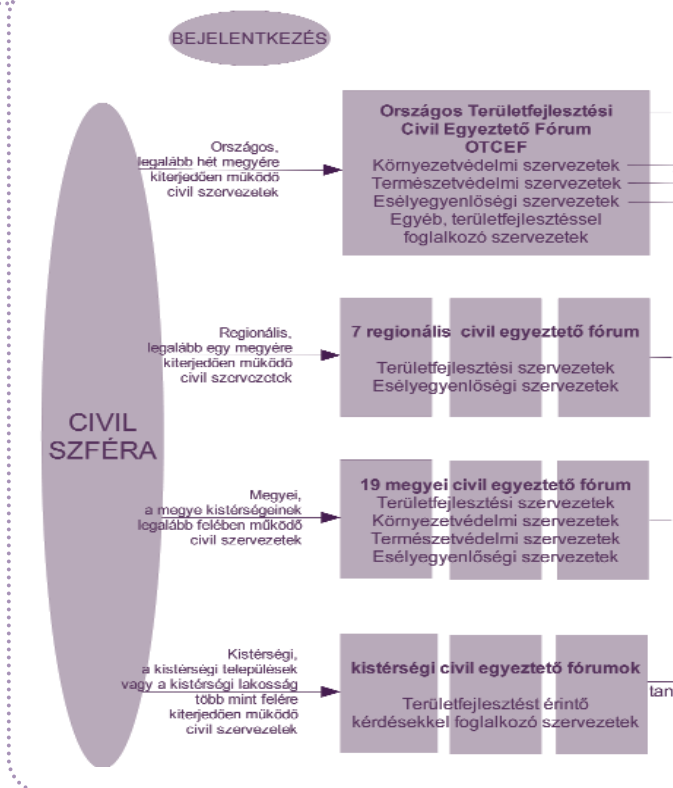 BEJELENTKEZÉS
Országos,
legalább hét megyére
kiterjedően működő
civil szervezetek
Országos Területfejlesztési
Civil Egyeztető Fórum
OTCEF
Környezetvédelmi szervezetek
Természetvédelmi szervezetek
Esélyegyenlőségi szervezetek
Egyéb, területfejlesztéssel
foglalkozó szervezetek
Regionális,
legalább egy megyére
kiterjedően működő
civil szervezetek
7 regionális civil egyeztető fórum
Területfejlesztési szervezetek
Esélyegyenlőségi szervezetek
CIVIL
SZFÉRA
Megyei,
a megye kistérségeinek
legalább felében működő
civil szervezetek
19 megyei civil egyeztető fórum
Területfejlesztési szervezetek
Környezetvédelmi szervezetek
Természetvédelmi szervezetek
Esélyegyenlőségi szervezetek
Kistérségi,
a kistérségi települések
vagy a kistérségi lakosság
több mint felére
kiterjedően működő
civil szervezetek
kistérségi civil egyeztető fórumok
Területfejlesztést érintő
kérdésekkel foglalkozó szervezetek
tan